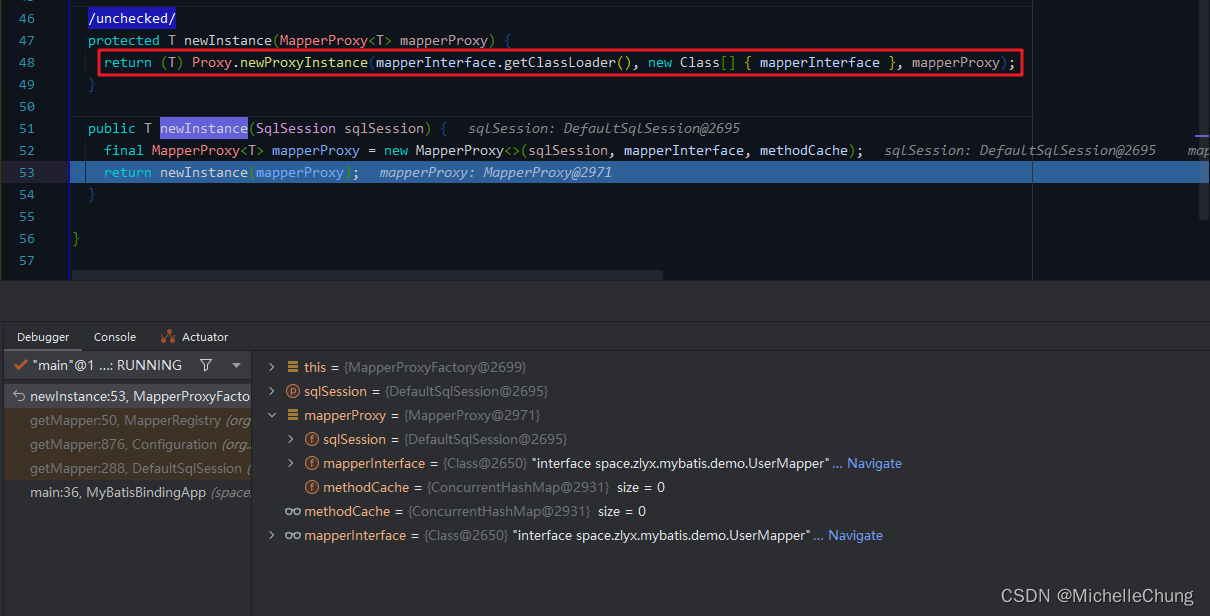 46 /unchecked/
47 protected T newInstance(MapperProxy<T> mapperProxy) {
48 return (T) Proxy.newProxyInstance(mapperInterface.getClassLoader(), new Class[] { mapperInterface }, mapperProxy);
49 }
50
51 public T newInstance(SqlSession sqlSession) { sqlSession: DefaultSqlSession@2695
52 final MapperProxy<T> mapperProxy = new MapperProxy<>(sqlSession, mapperInterface, methodCache); sqlSession: DefaultSqlSession@2695 map
53 return newInstance(mapperProxy); mapperProxy: MapperProxy@2971
54 }
55
56 }
57
Debugger Console Actuator
"main"@1 ...: RUNNING
newInstance:53, MapperProxyFacto
getMapper:50, MapperRegistry (org
getMapper:876, Configuration (org.
getMapper:288, DefaultSqlSession (
main:36, MyBatisBindingApp (space.
this = {MapperProxyFactory@2699}
sqlSession = {DefaultSqlSession@2695}
mapperProxy = {MapperProxy@2971}
sqlSession = {DefaultSqlSession@2695}
mapperInterface = {Class@2650} "interface space.zlyx.mybatis.demo.UserMapper" ... Navigate
methodCache = {ConcurrentHashMap@2931} size = 0
methodCache = {ConcurrentHashMap@2931} size = 0
mapperInterface = {Class@2650} "interface space.zlyx.mybatis.demo.UserMapper" ... Navigate
CSDN @MichelleChung